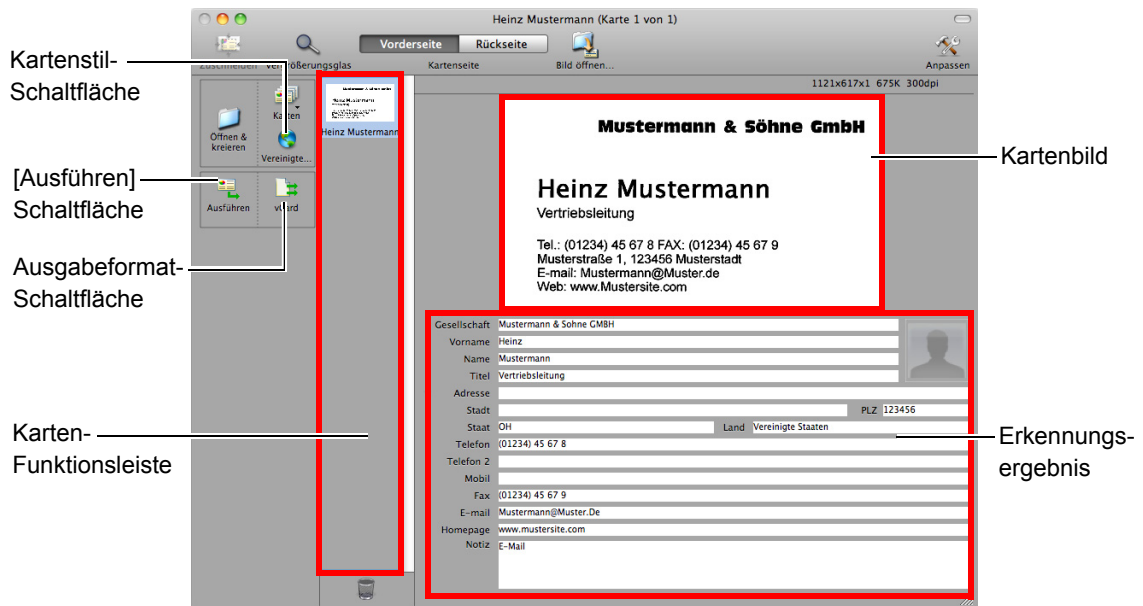 Heinz Mustermann (Karte 1 von 1)
Zuschneiden Vergrößerungsglas
Vorderseite Rückseite
Kartenseite
Bild öffnen...
Anpassen
1121x617x1 675K 300dpi
Kartenstil-
Schaltfläche
[Ausführen]
Schaltfläche
Ausgabeformat-
Schaltfläche
Karten-
Funktionsleiste
Öffnen &
kreieren
Karten
Vereinigte...
Ausführen
vCard
Heinz Mustermann
Mustermann & Söhne GmbH
Heinz Mustermann
Vertriebsleitung
Tel.: (01234) 45 67 8 FAX: (01234) 45 67 9
Musterstraße 1, 123456 Musterstadt
E-mail: Mustermann@Muster.de
Web: www.Mustersite.com
Kartenbild
Gesellschaft Mustermann & Sohne GMBH
Vorname Heinz
Name Mustermann
Titel Vertriebsleitung
Adresse
Stadt PLZ 123456
Staat OH Land Vereinigte Staaten
Telefon (01234) 45 67 8
Telefon 2
Mobil
Fax (01234) 45 67 9
E-mail Mustermann@Muster.De
Homepage www.mustersite.com
Notiz E-Mail
Erkennungs-
ergebnis